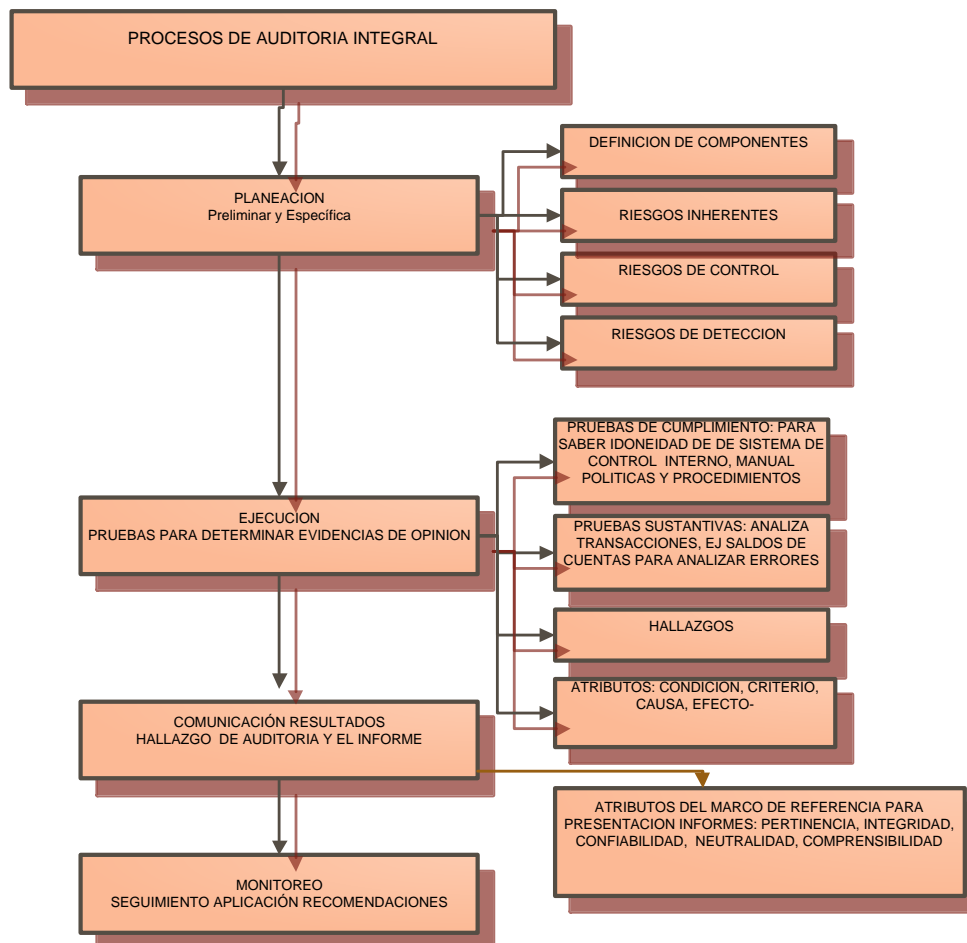 PROCESOS DE AUDITORIA INTEGRAL
PLANEACION
Preliminar y Específica
DEFINICION DE COMPONENTES
RIESGOS INHERENTES
RIESGOS DE CONTROL
RIESGOS DE DETECCION
EJECUCION
PRUEBAS PARA DETERMINAR EVIDENCIAS DE OPINION
PRUEBAS DE CUMPLIMIENTO: PARA
SABER IDONEIDAD DE DE SISTEMA DE
CONTROL INTERNO, MANUAL
POLITICAS Y PROCEDIMIENTOS
PRUEBAS SUSTANTIVAS: ANALIZA
TRANSACCIONES, EJ SALDOS DE
CUENTAS PARA ANALIZAR ERRORES
HALLAZGOS
ATRIBUTOS: CONDICION, CRITERIO,
CAUSA, EFECTO-
COMUNICACIÓN RESULTADOS
HALLAZGO DE AUDITORIA Y EL INFORME
ATRIBUTOS DEL MARCO DE REFERENCIA PARA
PRESENTACION INFORMES: PERTINENCIA, INTEGRIDAD,
CONFIABILIDAD, NEUTRALIDAD, COMPRENSIBILIDAD
MONITOREO
SEGUIMIENTO APLICACIÓN RECOMENDACIONES